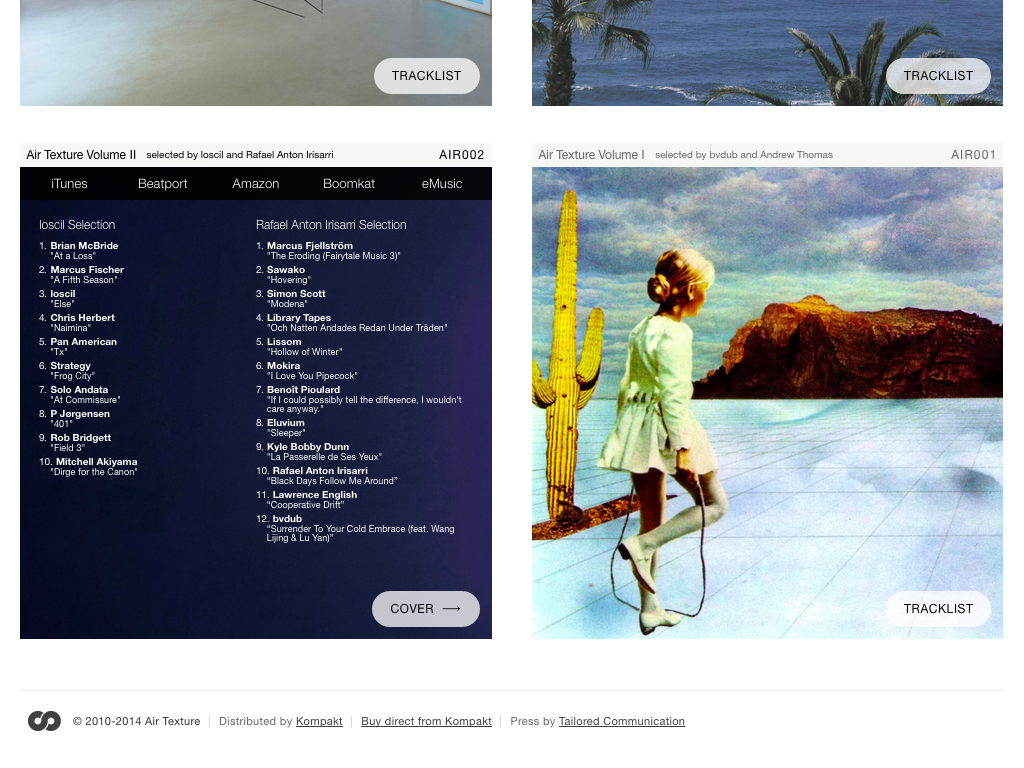 TRACKLIST
TRACKLIST
Air Texture Volume II selected by loscil and Rafael Anton Irisarri AIR002
iTunes Beatport Amazon Boomkat eMusic
loscil Selection
1. Brian McBride
"At a Loss"
2. Marcus Fischer
"A Fifth Season"
3. loscil
"Else"
4. Chris Herbert
"Naimina"
5. Pan American
"Tx"
6. Strategy
"Frog City"
7. Solo Andata
"At Commissure"
8. P Jørgensen
"401"
9. Rob Bridgett
"Field 3"
10. Mitchell Akiyama
"Dirge for the Canon"
Rafael Anton Irisarri Selection
1. Marcus Fjellström
"The Eroding (Fairytale Music 3)"
2. Sawako
"Hovering"
3. Simon Scott
"Modena"
4. Library Tapes
"Och Natten Andades Redan Under Träden"
5. Lissom
"Hollow of Winter"
6. Mokira
"I Love You Pipecock"
7. Benoît Pioulard
"If I could possibly tell the difference, I wouldn't
care anyway."
8. Eluvium
"Sleeper"
9. Kyle Bobby Dunn
"La Passerelle de Ses Yeux"
10. Rafael Anton Irisarri
“Black Days Follow Me Around”
11. Lawrence English
“Cooperative Drift”
12. bvdub
“Surrender To Your Cold Embrace (feat. Wang
Lijing & Lu Yan)”
COVER ⟶
Air Texture Volume I selected by bvdub and Andrew Thomas AIR001
TRACKLIST
© 2010-2014 Air Texture | Distributed by Kompakt | Buy direct from Kompakt | Press by Tailored Communication